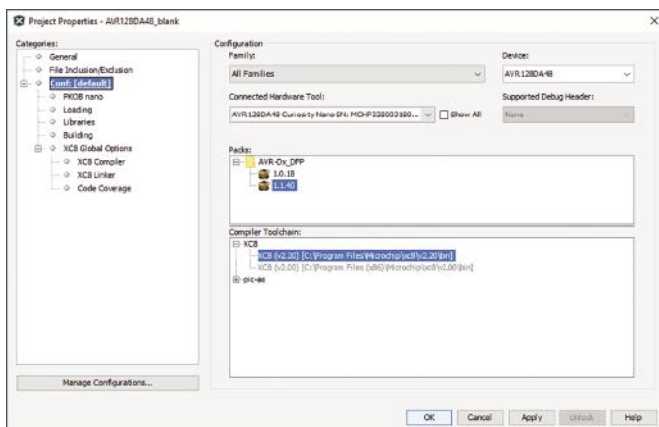 Project Properties - AVR128DA48_blank
Categories:
General
File Inclusion/Exclusion
Conf: [default]
PKOB nano
Loading
Libraries
Building
XC8 Global Options
XC8 Compiler
XC8 Linker
Code Coverage
Manage Configurations...
Configuration
Family:
Device:
All Families
AVR128DA48
Connected Hardware Tool:
Supported Debug Header:
Show All
None
Packs:
AVR-Dx_DFP
1.0.18
1.1.40
Compiler Toolchain:
XC8
XC8 (v2.20) [C:\Program Files\Microchip\xc8\v2.20\bin]
XC8 (v2.00) [C:\Program Files (x86)\Microchip\xc8\v2.00\bin]
pic-as
OK Cancel Apply Unlock Help